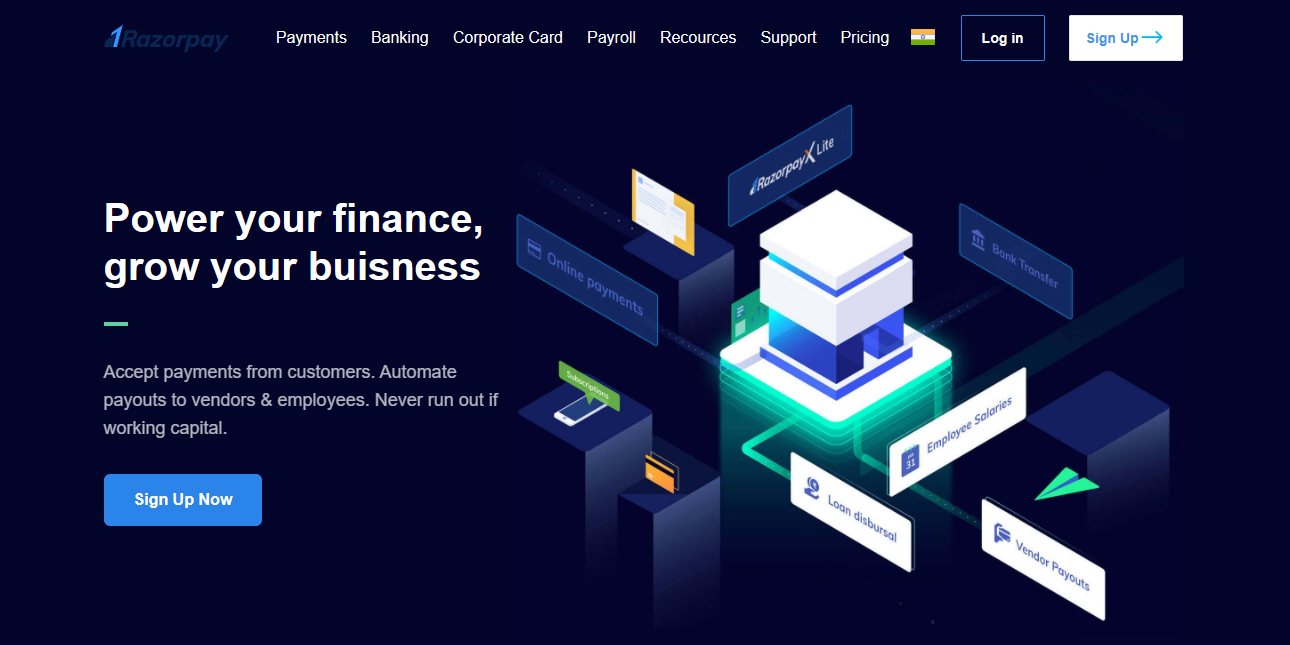 Razorpay
Payments Banking Corporate Card Payroll Recources Support Pricing Log in Sign Up
RazorpayX Lite
Power your finance,
grow your buisness
Online payments
Bank Transfer
Accept payments from customers. Automate
payouts to vendors & employees. Never run out if
working capital.
Subscriptions
Employee Salaries
31
Sign Up Now
Loan disbursal
Vendor Payouts